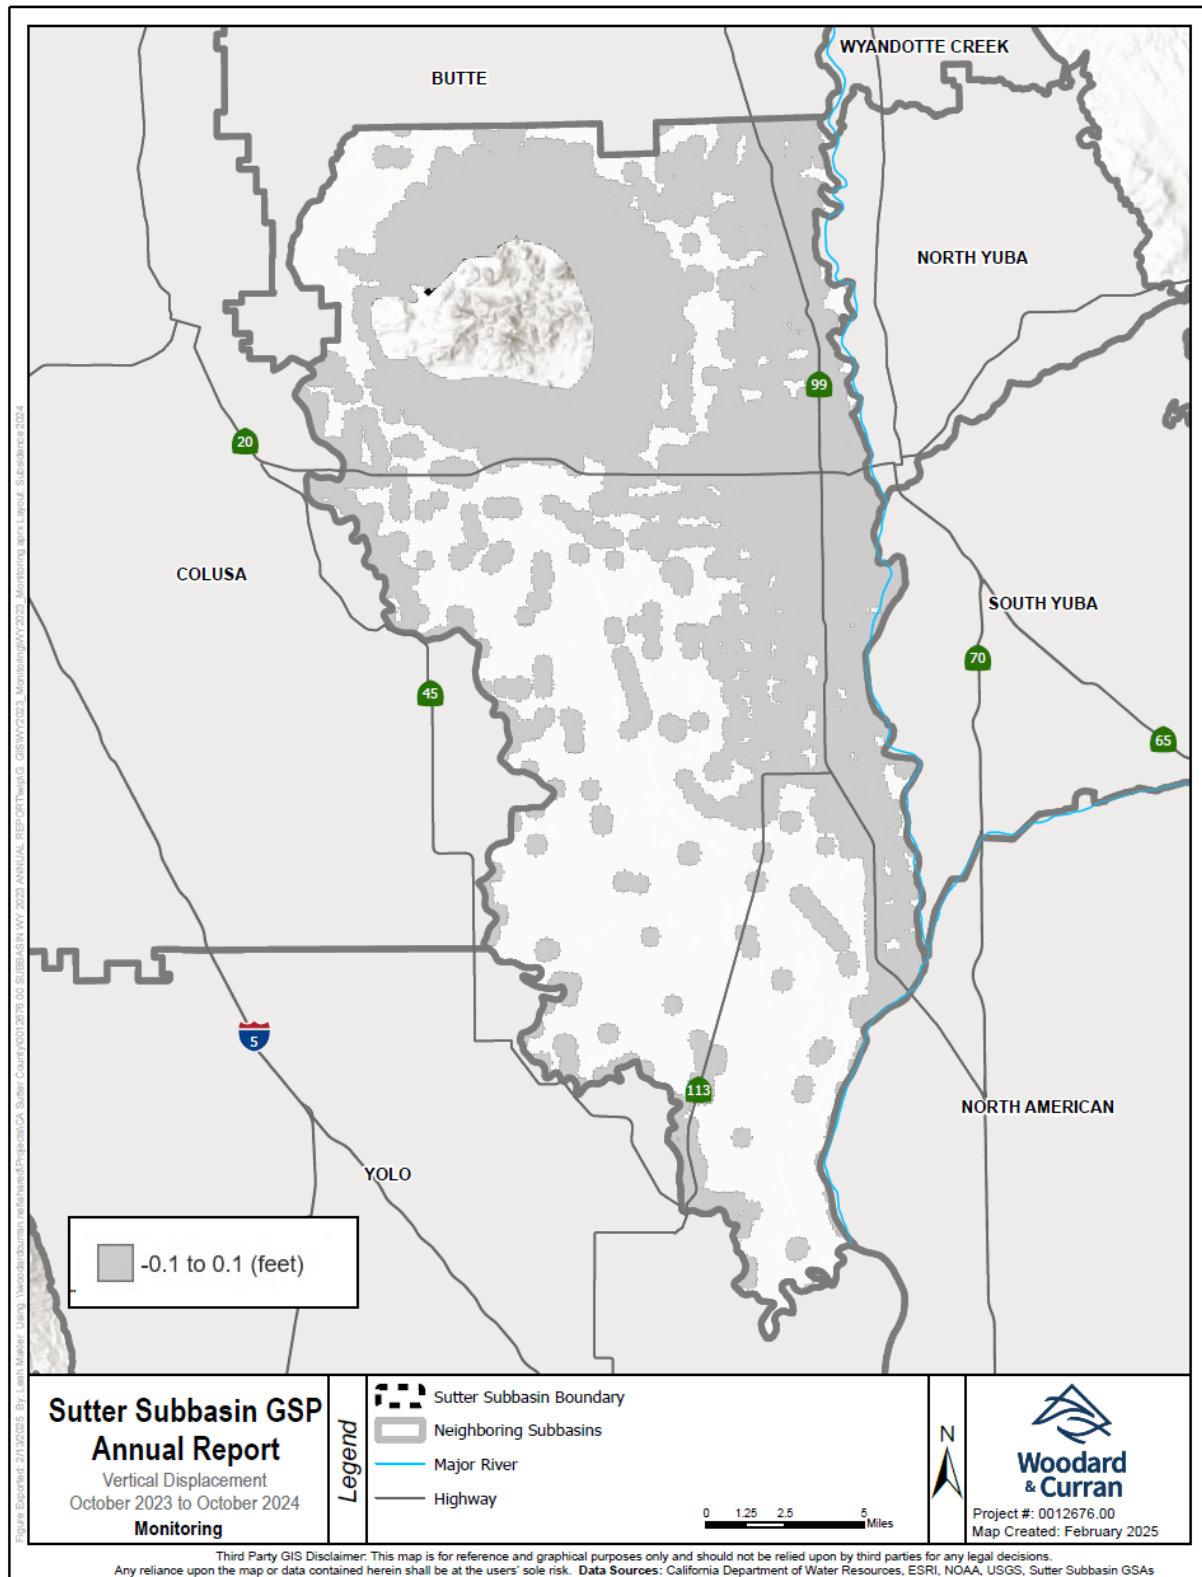 WYANDOTTE CREEK
BUTTE
NORTH YUBA
99
20
COLUSA
SOUTH YUBA
70
45
65
5
113
NORTH AMERICAN
YOLO
-0.1 to 0.1 (feet)
Sutter Subbasin GSP
Annual Report
Vertical Displacement
October 2023 to October 2024
Monitoring
Legend
Sutter Subbasin Boundary
Neighboring Subbasins
Major River
Highway
0 1.25 2.5 5
Miles
N
Woodard
& Curran
Project #: 0012676.00
Map Created: February 2025
Third Party GIS Disclaimer: This map is for reference and graphical purposes only and should not be relied upon by third parties for any legal decisions.
Any reliance upon the map or data contained herein shall be at the users' sole risk. Data Sources: California Department of Water Resources, ESRI, NOAA, USGS, Sutter Subbasin GSAs